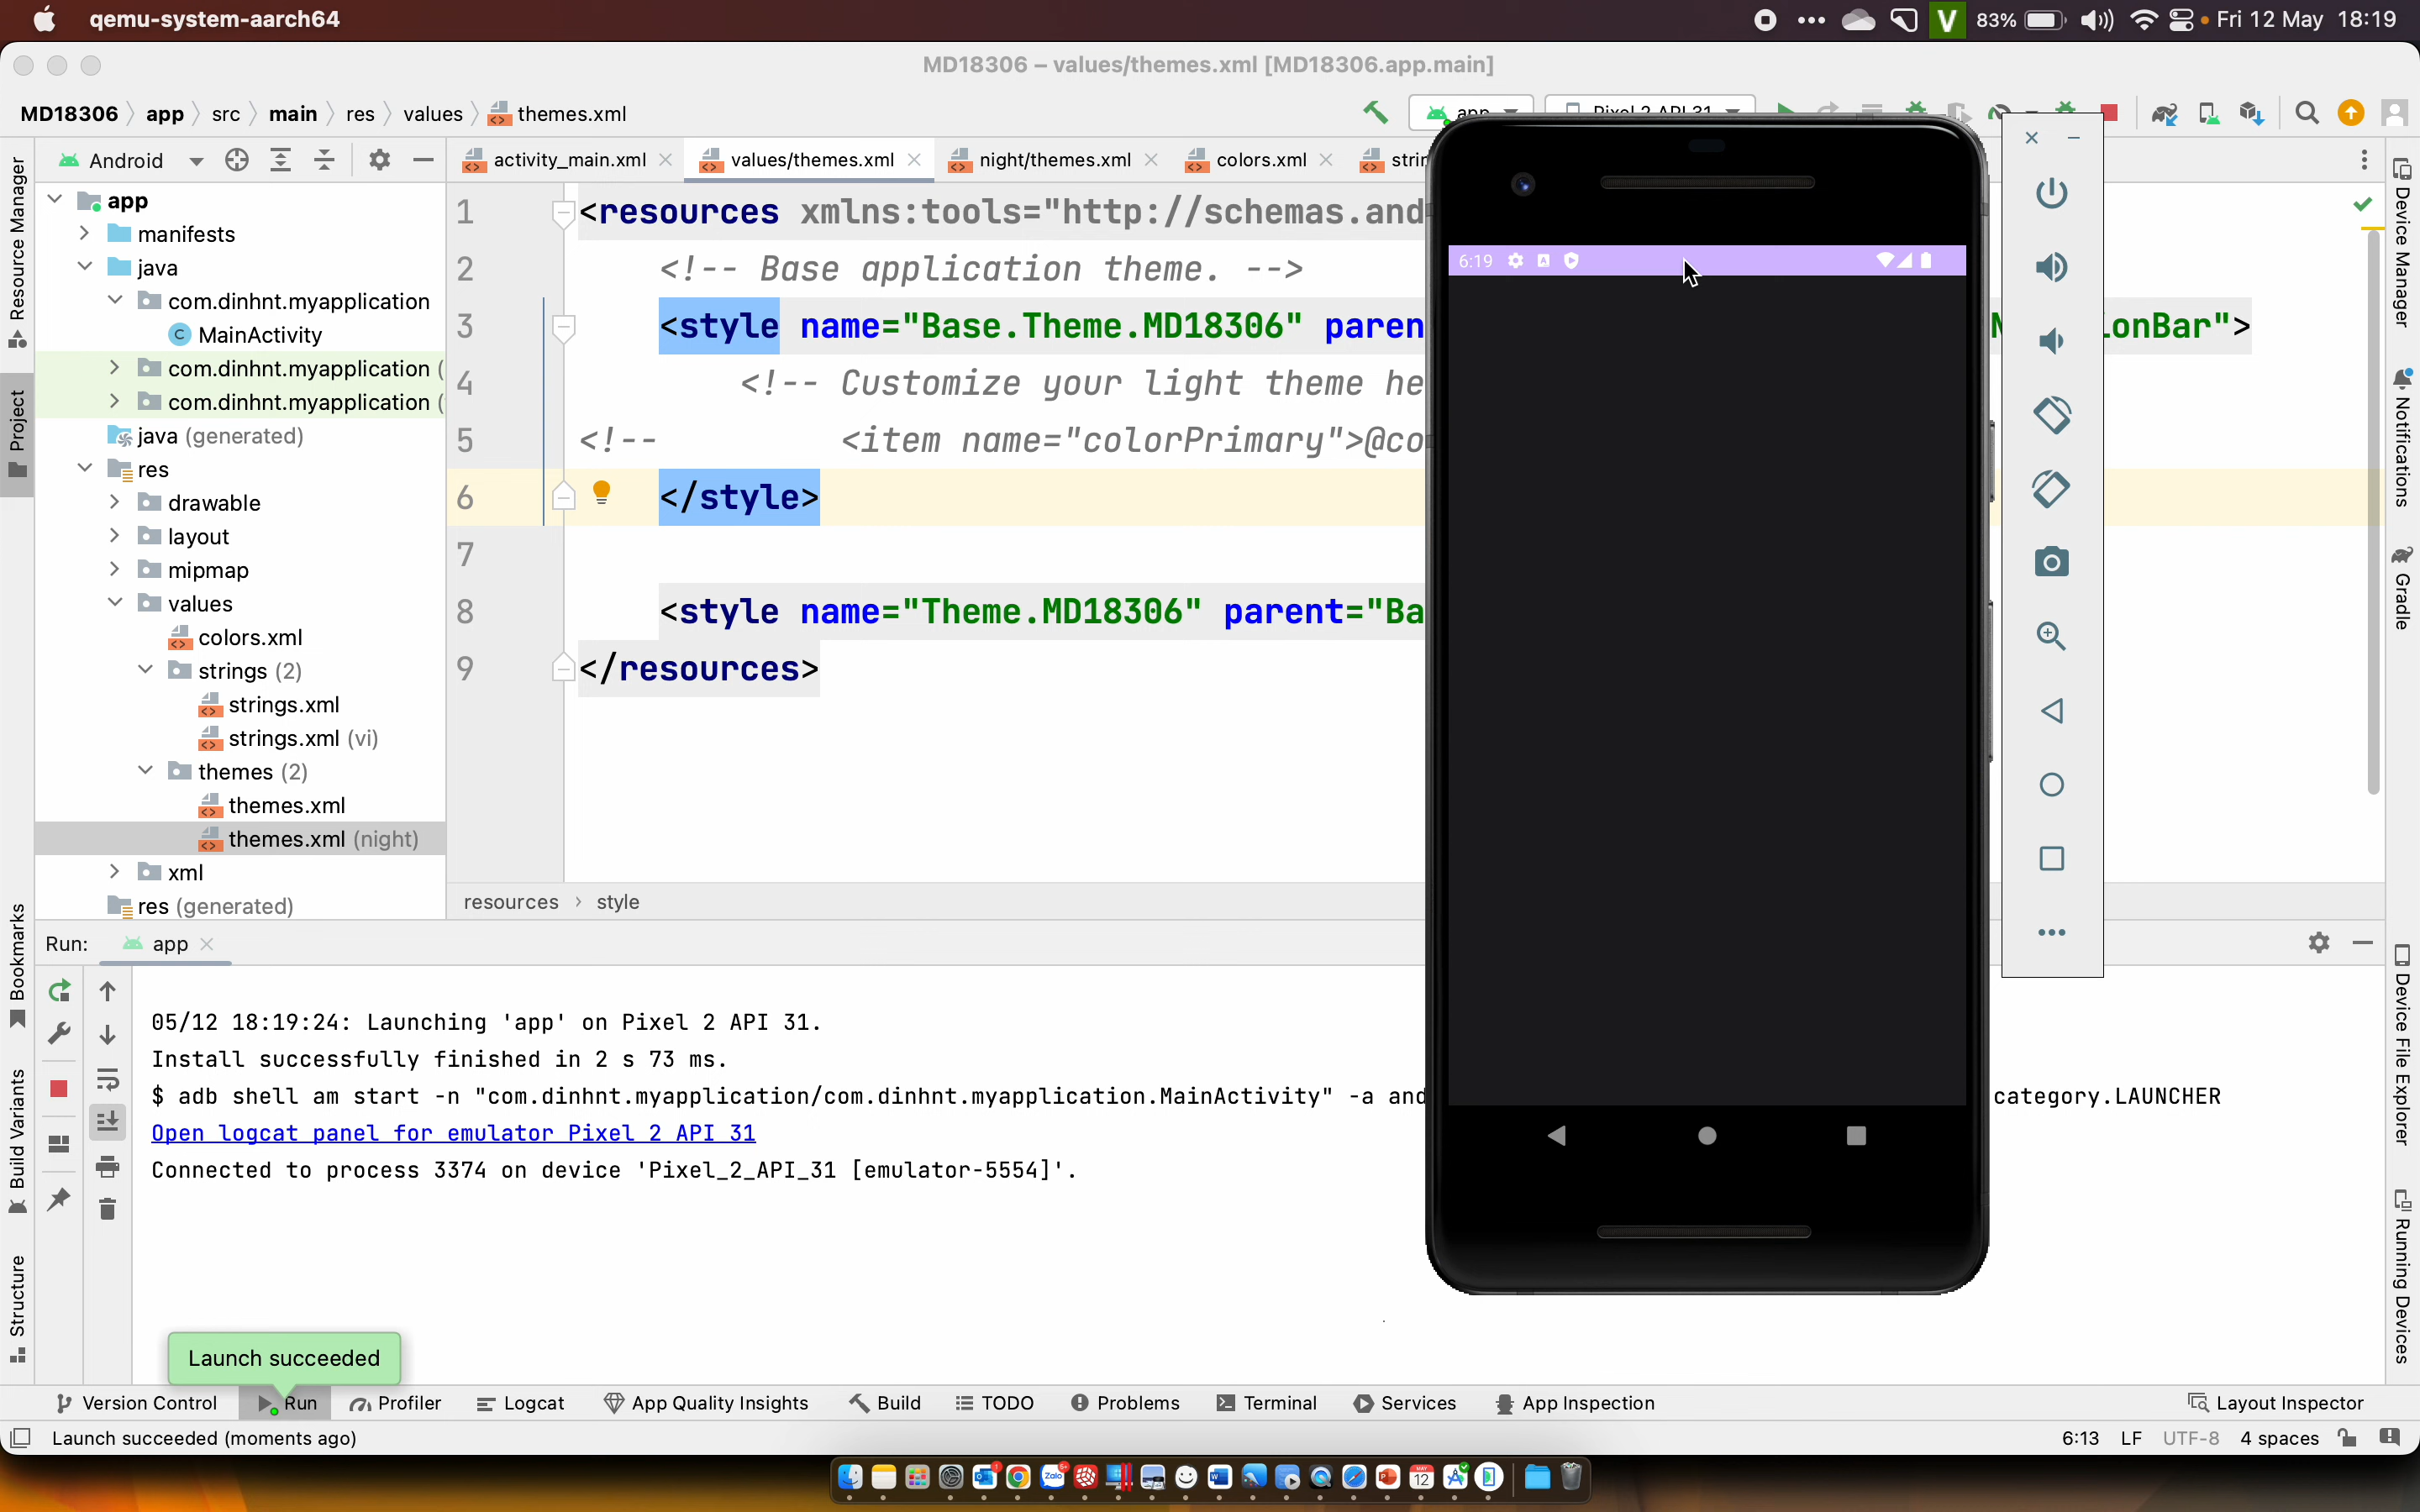 qemu-system-aarch64
83%
Fri 12 May 18:19
MD18306 – values/themes.xml [MD18306.app.main]
MD18306 app src main res values themes.xml
app
Pixel 2 API 31
Android
activity_main.xml
values/themes.xml
night/themes.xml
colors.xml
app
manifests
java
com.dinhnt.myapplication
MainActivity
com.dinhnt.myapplication (
com.dinhnt.myapplication (
java (generated)
res
drawable
layout
mipmap
values
colors.xml
strings (2)
strings.xml
strings.xml (vi)
themes (2)
themes.xml
themes.xml (night)
xml
res (generated)
1 <resources xmlns:tools="http://schemas.and
2 <!-- Base application theme. -->
3 <style name="Base.Theme.MD18306" paren onBar">
4 <!-- Customize your light theme he
5 <!-- <item name="colorPrimary">@co
6 </style>
7
8 <style name="Theme.MD18306" parent="Ba
9 </resources>
resources › style
6:19
Run: app
05/12 18:19:24: Launching 'app' on Pixel 2 API 31.
Install successfully finished in 2 s 73 ms.
$ adb shell am start -n "com.dinhnt.myapplication/com.dinhnt.myapplication.MainActivity" -a and category.LAUNCHER
Open logcat panel for emulator Pixel 2 API 31
Connected to process 3374 on device 'Pixel_2_API_31 [emulator-5554]'.
Launch succeeded
Version Control
Run
Profiler
Logcat
App Quality Insights
Build
TODO
Problems
Terminal
Services
App Inspection
Layout Inspector
Launch succeeded (moments ago)
6:13 LF UTF-8 4 spaces
Resource Manager
Project
Bookmarks
Build Variants
Structure
Device Manager
Notifications
Gradle
Device File Explorer
Running Devices